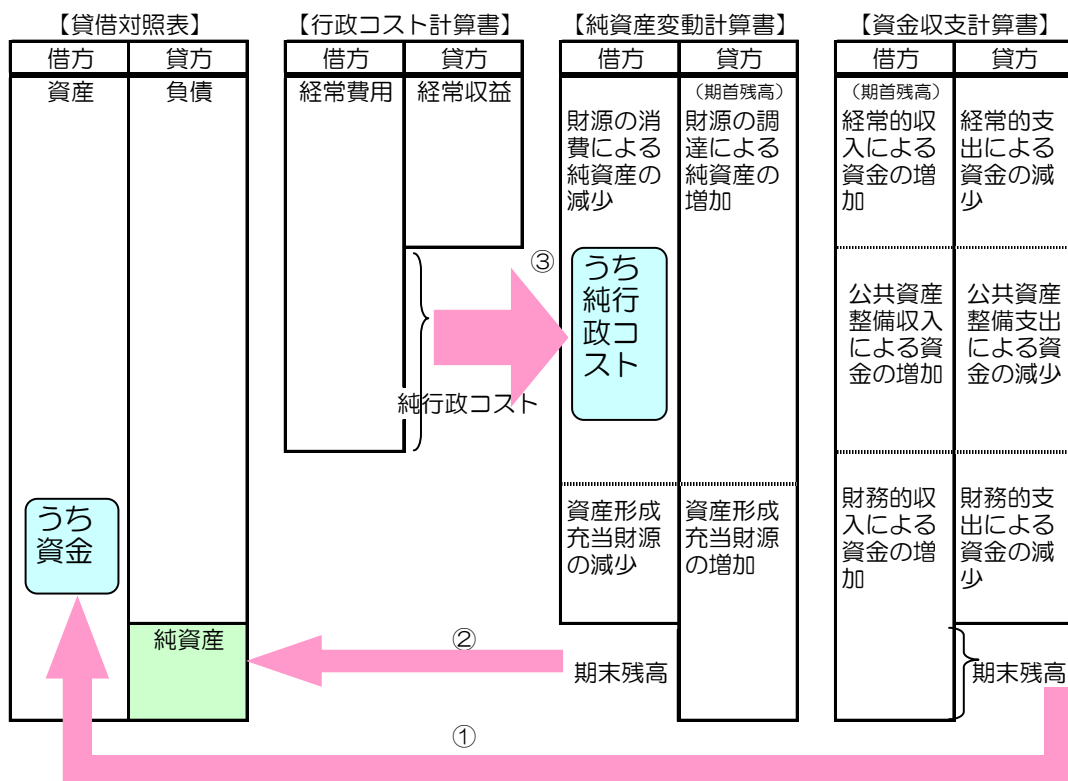 【貸借対照表】
借方
貸方
資産
負債
うち
資金
純資産
【行政コスト計算書】
借方
貸方
経常費用
経常収益
純行政コスト
【純資産変動計算書】
借方
貸方
財源の消
費による
純資産の
減少
（期首残高）
財源の調
達による
純資産の
増加
③
うち
純行
政コ
スト
資産形成
充当財源
の減少
資産形成
充当財源
の増加
②
期末残高
【資金収支計算書】
借方
貸方
（期首残高）
経常的収
入による
資金の増
加
経常的支
出による
資金の減
少
公共資産
整備収入
による資
金の増加
公共資産
整備支出
による資
金の減少
財務的収
入による
資金の増
加
財務的支
出による
資金の減
少
期末残高
①